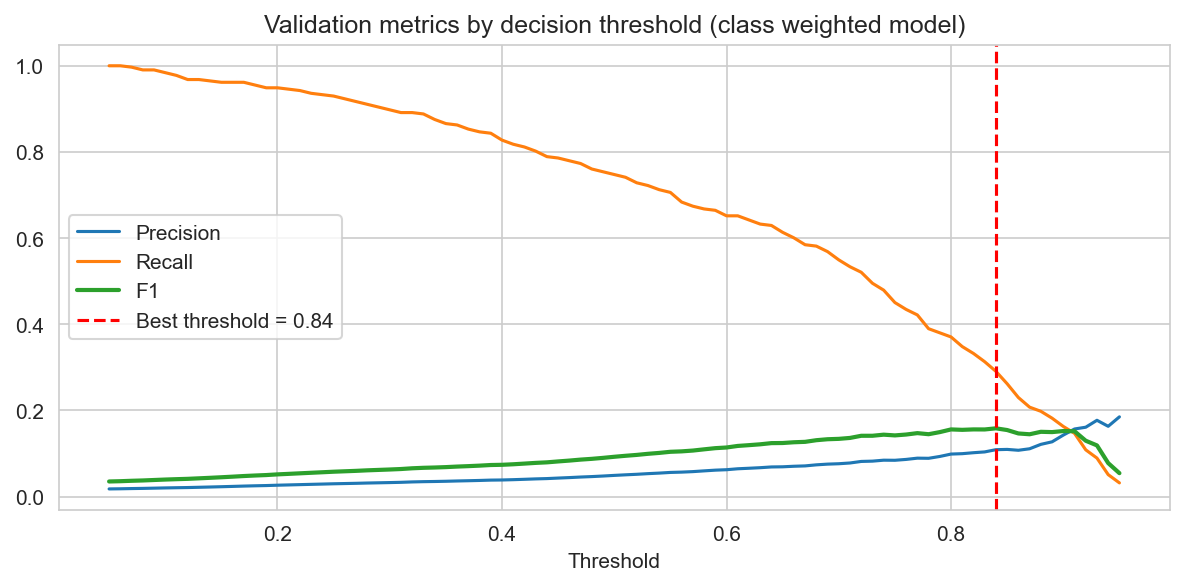 Validation metrics by decision threshold (class weighted model)
1.0
0.8
0.6
0.4
0.2
0.0
Precision
Recall
F1
Best threshold = 0.84
0.2
0.4
0.6
0.8
Threshold